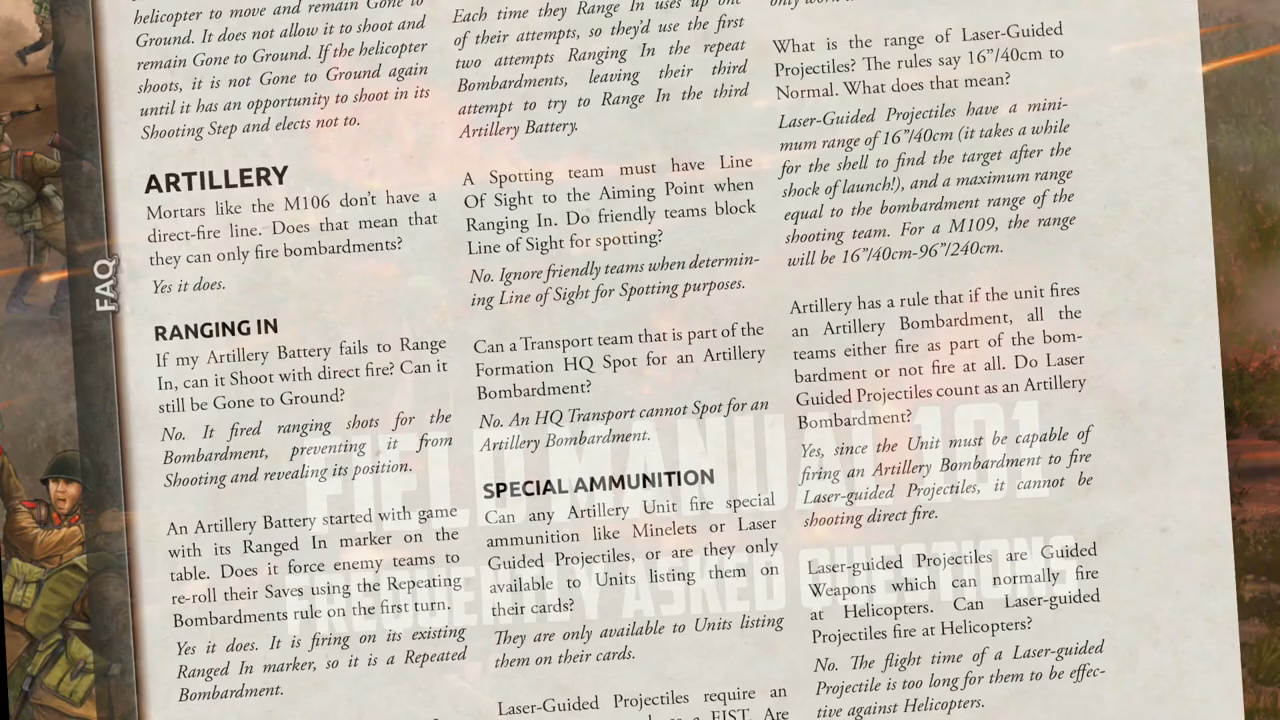 helicopter to move and remain Gone to
Ground. It does not allow it to shoot and
remain Gone to Ground. If the helicopter
shoots, it is not Gone to Ground again
until it has an opportunity to shoot in its
Shooting Step and elects not to.
ARTILLERY
Mortars like the M106 don't have a
direct-fire line. Does that mean that
they can only fire bombardments?
Yes it does.
RANGING IN
If my Artillery Battery fails to Range
In, can it Shoot with direct fire? Can it
still be Gone to Ground?
No. It fired ranging shots for the
Bombardment, preventing it from
Shooting and revealing its position.
An Artillery Battery started with game
with its Ranged In marker on the
table. Does it force enemy teams to
re-roll their Saves using the Repeating
Bombardments rule on the first turn.
Yes it does. It is firing on its existing
Ranged In marker, so it is a Repeated
Bombardment.
Each time they Range In uses up one
of their attempts, so they'd use the first
two attempts Ranging In the repeat
Bombardments, leaving their third
attempt to try to Range In the third
Artillery Battery.
A Spotting team must have Line
Of Sight to the Aiming Point when
Ranging In. Do friendly teams block
Line of Sight for spotting?
No. Ignore friendly teams when determin-
ing Line of Sight for Spotting purposes.
Can a Transport team that is part of the
Formation HQ Spot for an Artillery
Bombardment?
No. An HQ Transport cannot Spot for an
Artillery Bombardment.
SPECIAL AMMUNITION
Can any Artillery Unit fire special
ammunition like Minelets or Laser
Guided Projectiles, or are they only
available to Units listing them on
their cards?
They are only available to Units listing
them on their cards.
Laser-Guided Projectiles require an
a FIST. Are
What is the range of Laser-Guided
Projectiles? The rules say 16”/40cm to
Normal. What does that mean?
Laser-Guided Projectiles have a mini-
mum range of 16”/40cm (it takes a while
for the shell to find the target after the
shock of launch!), and a maximum range
equal to the bombardment range of the
shooting team. For a M109, the range
will be 16”/40cm-96”/240cm.
Artillery has a rule that if the unit fires
an Artillery Bombardment, all the
teams either fire as part of the bom-
bardment or not fire at all. Do Laser
Guided Projectiles count as an Artillery
Bombardment?
Yes, since the Unit must be capable of
firing an Artillery Bombardment to fire
Laser-guided Projectiles, it cannot be
shooting direct fire.
Laser-guided Projectiles are Guided
Weapons which can normally fire
at Helicopters. Can Laser-guided
Projectiles fire at Helicopters?
No. The flight time of a Laser-guided
Projectile is too long for them to be effec-
tive against Helicopters.
FAQ
FIELD MANUAL 101
FREQUENTLY ASKED QUESTIONS